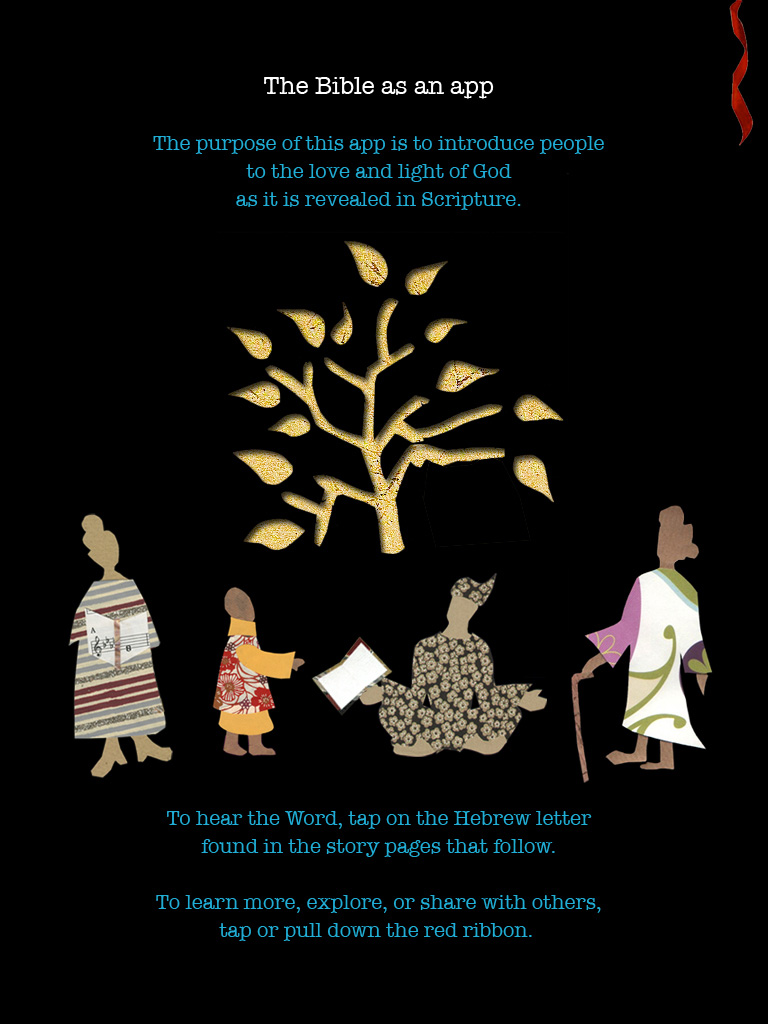 The Bible as an app
The purpose of this app is to introduce people
to the love and light of God
as it is revealed in Scripture.
A
B
To hear the Word, tap on the Hebrew letter
found in the story pages that follow.
To learn more, explore, or share with others,
tap or pull down the red ribbon.